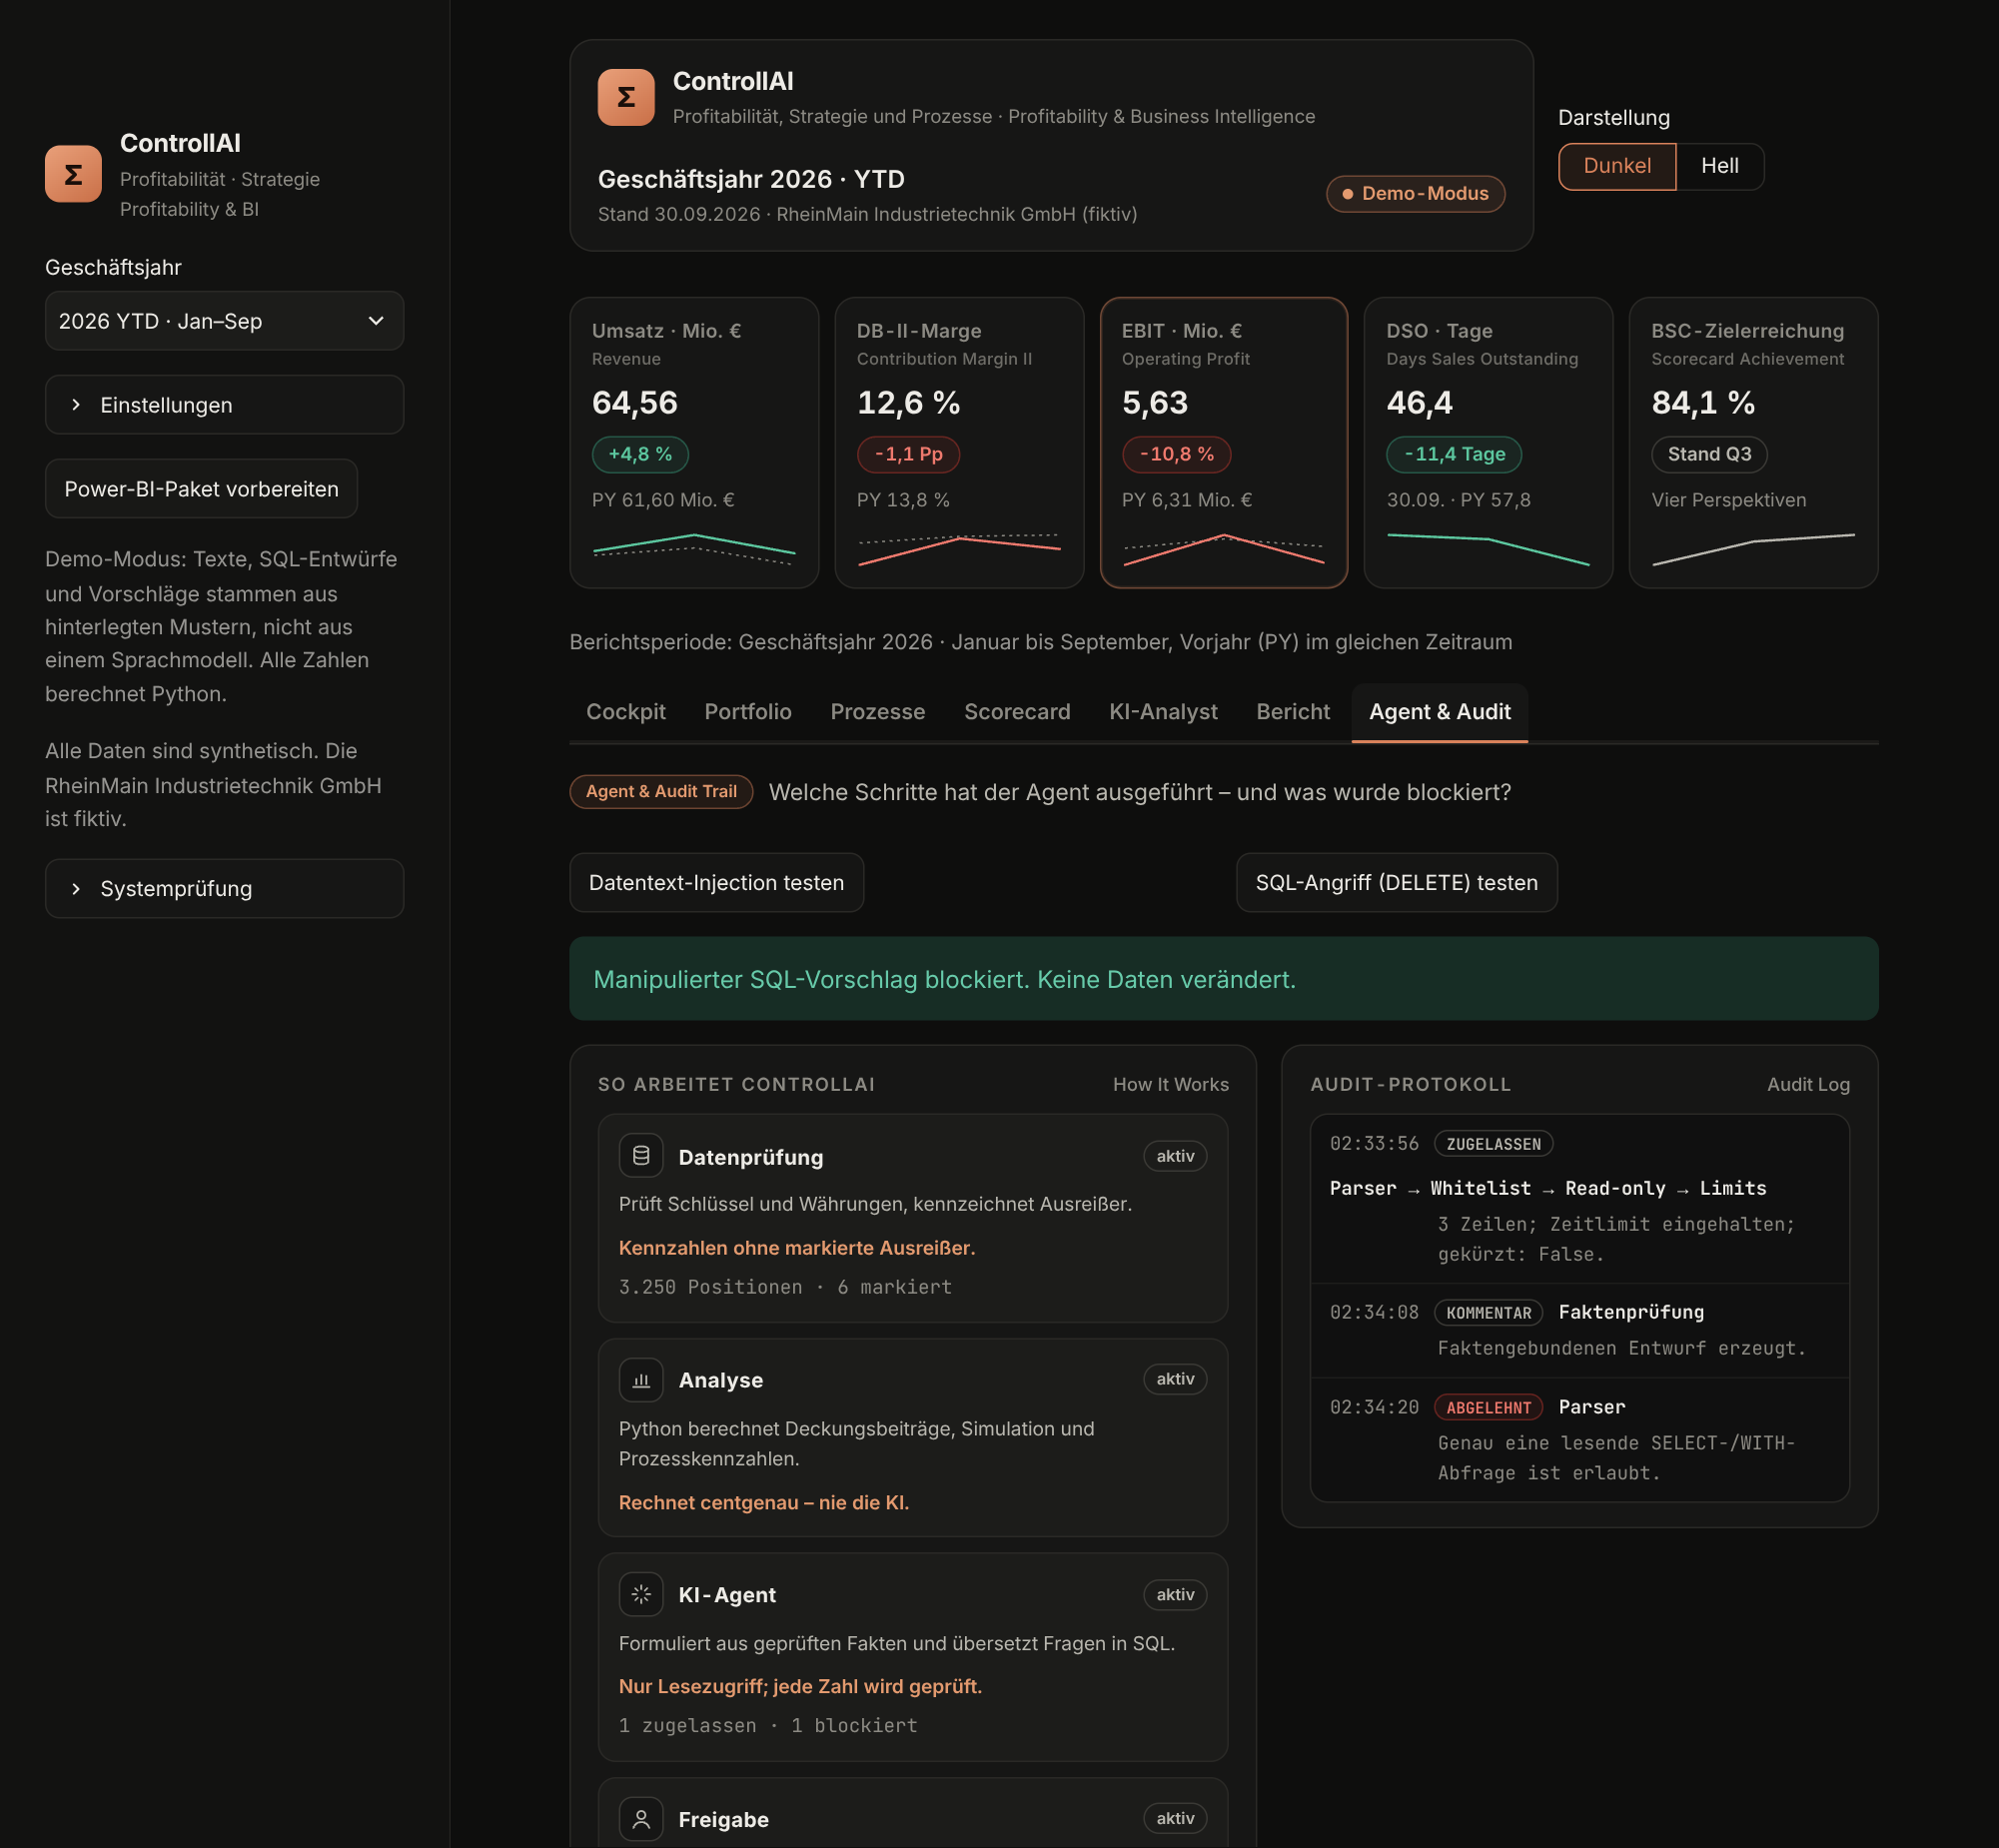 Σ
ControllAI
Profitabilität · Strategie
Profitability & BI
Geschäftsjahr
2026 YTD · Jan–Sep
Einstellungen
Power-BI-Paket vorbereiten
Demo-Modus: Texte, SQL-Entwürfe
und Vorschläge stammen aus
hinterlegten Mustern, nicht aus
einem Sprachmodell. Alle Zahlen
berechnet Python.
Alle Daten sind synthetisch. Die
RheinMain Industrietechnik GmbH
ist fiktiv.
Systemprüfung
Σ
ControllAI
Profitabilität, Strategie und Prozesse · Profitability & Business Intelligence
Geschäftsjahr 2026 · YTD
Stand 30.09.2026 · RheinMain Industrietechnik GmbH (fiktiv)
Demo-Modus
Darstellung
Dunkel Hell
Umsatz · Mio. €
Revenue
64,56
+4,8 %
PY 61,60 Mio. €
DB-II-Marge
Contribution Margin II
12,6 %
-1,1 Pp
PY 13,8 %
EBIT · Mio. €
Operating Profit
5,63
-10,8 %
PY 6,31 Mio. €
DSO · Tage
Days Sales Outstanding
46,4
-11,4 Tage
30.09. · PY 57,8
BSC-Zielerreichung
Scorecard Achievement
84,1 %
Stand Q3
Vier Perspektiven
Berichtsperiode: Geschäftsjahr 2026 · Januar bis September, Vorjahr (PY) im gleichen Zeitraum
Cockpit Portfolio Prozesse Scorecard KI-Analyst Bericht Agent & Audit
Agent & Audit Trail Welche Schritte hat der Agent ausgeführt – und was wurde blockiert?
Datentext-Injection testen
SQL-Angriff (DELETE) testen
Manipulierter SQL-Vorschlag blockiert. Keine Daten verändert.
SO ARBEITET CONTROLLAI How It Works
Datenprüfung aktiv
Prüft Schlüssel und Währungen, kennzeichnet Ausreißer.
Kennzahlen ohne markierte Ausreißer.
3.250 Positionen · 6 markiert
Analyse aktiv
Python berechnet Deckungsbeiträge, Simulation und
Prozesskennzahlen.
Rechnet centgenau – nie die KI.
KI-Agent aktiv
Formuliert aus geprüften Fakten und übersetzt Fragen in SQL.
Nur Lesezugriff; jede Zahl wird geprüft.
1 zugelassen · 1 blockiert
Freigabe aktiv
AUDIT-PROTOKOLL Audit Log
02:33:56 ZUGELASSEN
Parser → Whitelist → Read-only → Limits
3 Zeilen; Zeitlimit eingehalten;
gekürzt: False.
02:34:08 KOMMENTAR Faktenprüfung
Faktengebundenen Entwurf erzeugt.
02:34:20 ABGELEHNT Parser
Genau eine lesende SELECT-/WITH-
Abfrage ist erlaubt.